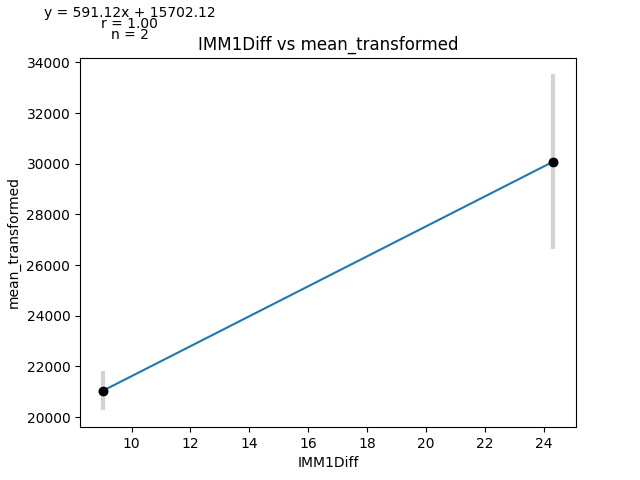 y = 591.12x + 15702.12
r = 1.00
n = 2
IMM1Diff vs mean_transformed
34000
32000
30000
28000
26000
24000
22000
20000
mean_transformed
10 12 14 16 18 20 22 24
IMM1Diff